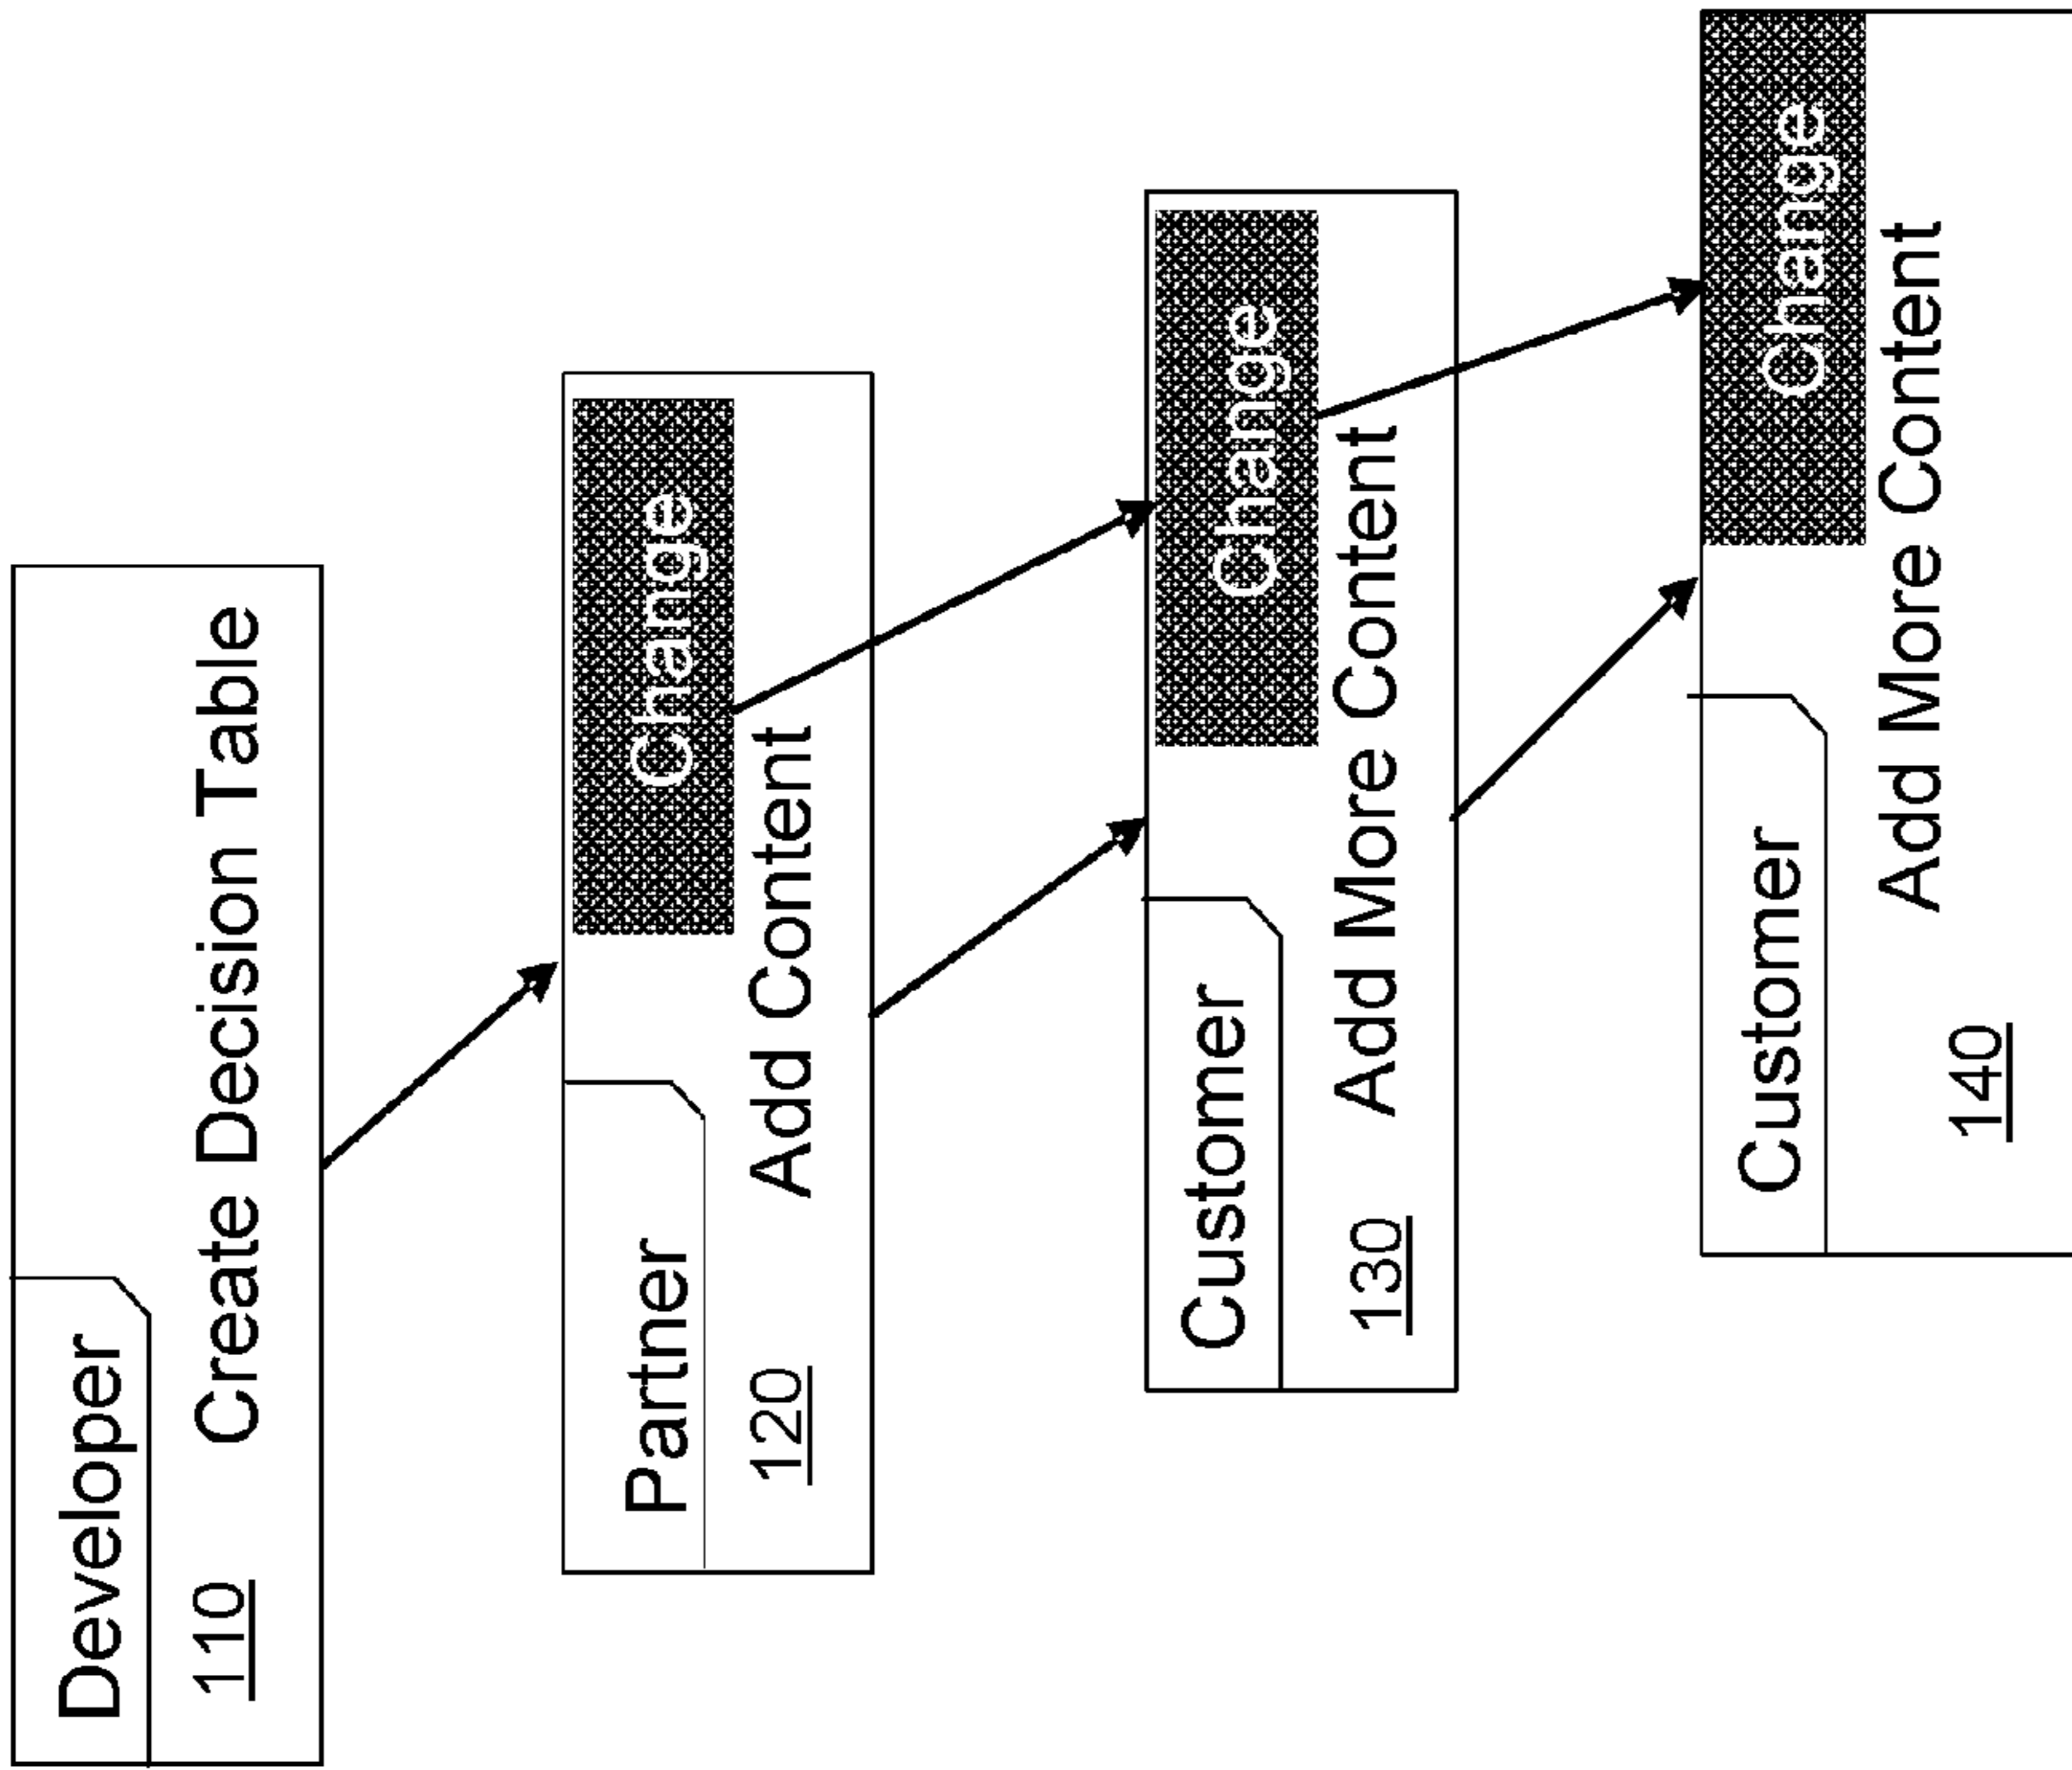 Developer
110 Create Decision Table
Partner
Change
120 Add Content
Customer
Change
130 Add More Content
Customer
Change
Add More Content
140